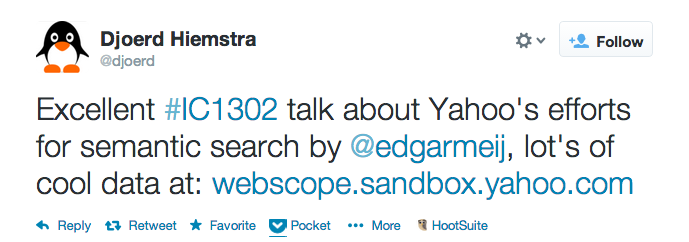 Djoerd Hiemstra
@djoerd
Follow
Excellent #IC1302 talk about Yahoo's efforts
for semantic search by @edgarmeij, lot's of
cool data at: webscope.sandbox.yahoo.com
Reply Retweet Favorite Pocket More HootSuite